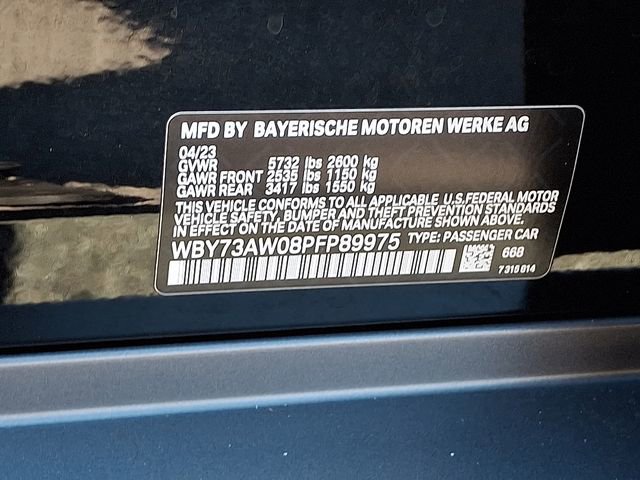 MFD BY BAYERISCHE MOTOREN WERKE AG
04/23
GVWR 5732 lbs 2600 kg
GAWR FRONT 2535 lbs 1150 kg
GAWR REAR 3417 lbs 1550 kg
THIS VEHICLE CONFORMS TO ALL APPLICABLE U.S.FEDERAL MOTOR
VEHICLE SAFETY, BUMPER AND THEFT PREVENTION STANDARDS
IN EFFECT ON THE DATE OF MANUFACTURE SHOWN ABOVE.
WBY73AW08PFP89975 TYPE: PASSENGER CAR
668
7 315 014